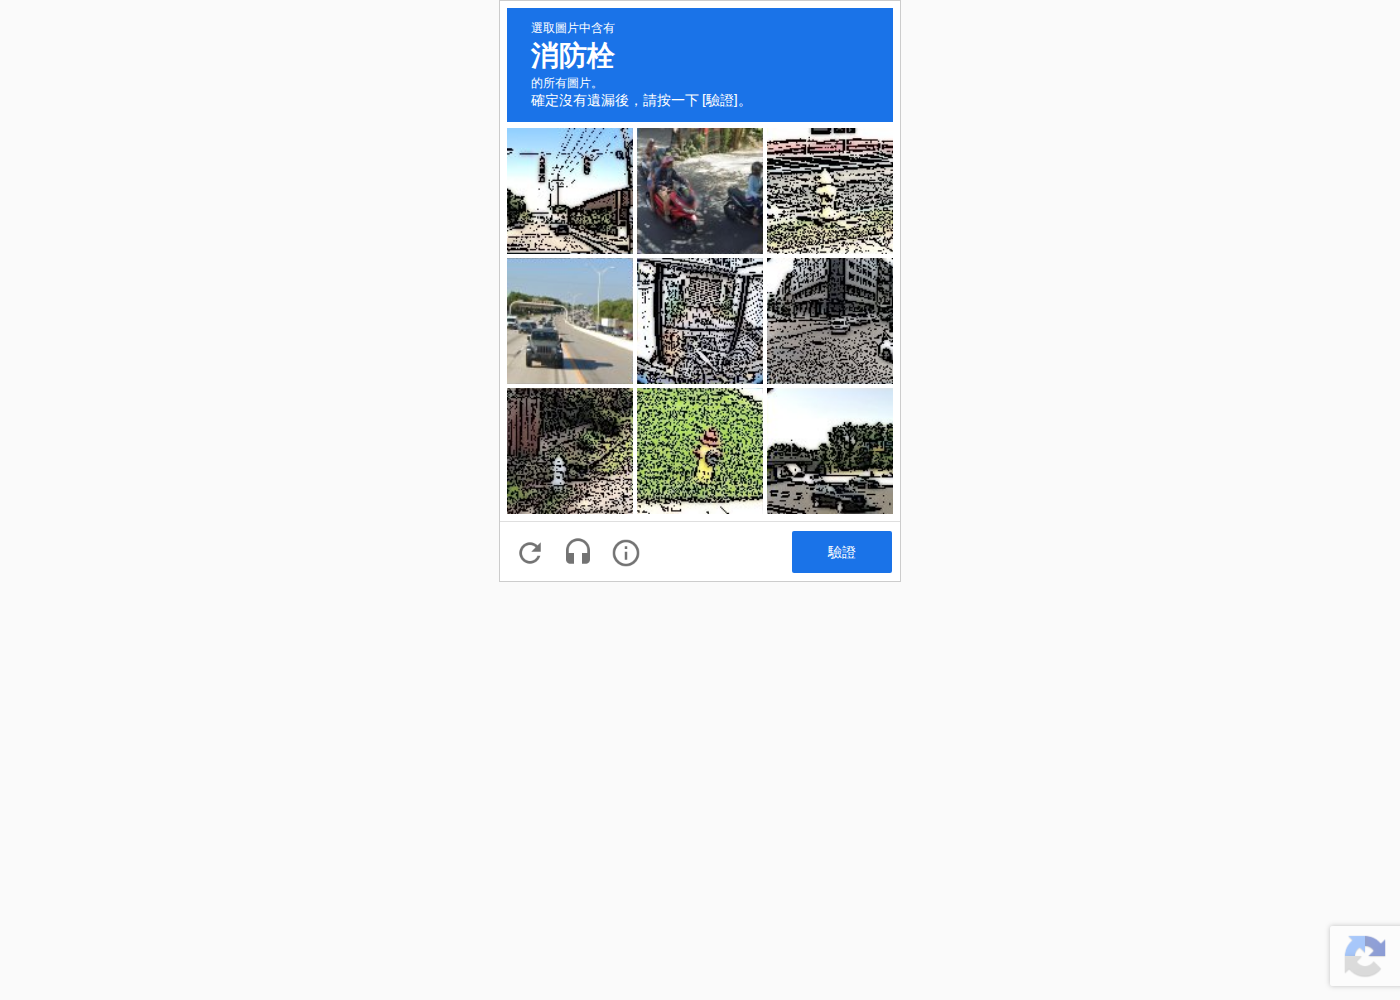 選取圖片中含有
消防栓
的所有圖片。
確定沒有遺漏後，請按一下 [驗證]。
驗證